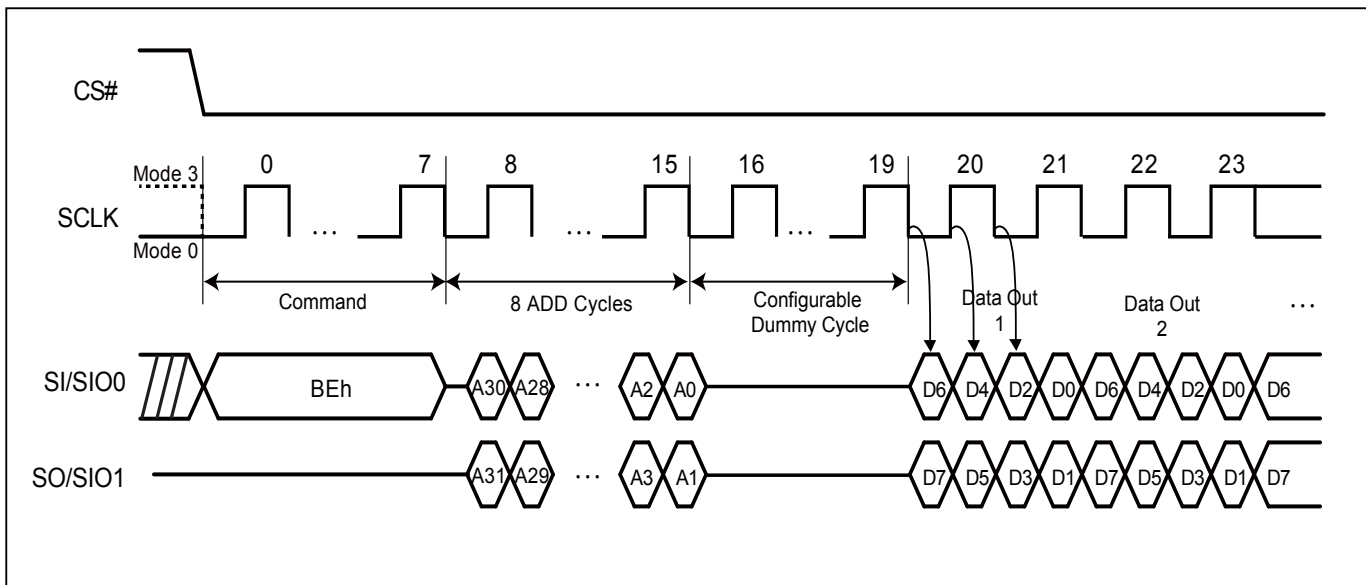 CS#
0 7 8 15 16 19 20 21 22 23
Mode 3
SCLK
Mode 0
... ... ...
Command
8 ADD Cycles
Configurable
Dummy Cycle
Data Out
1
Data Out
2
...
SI/SIO0 BEh A30 A28 ... A2 A0 D6 D4 D2 D0 D6 D4 D2 D0 D6
SO/SIO1 A31 A29 ... A3 A1 D7 D5 D3 D1 D7 D5 D3 D1 D7